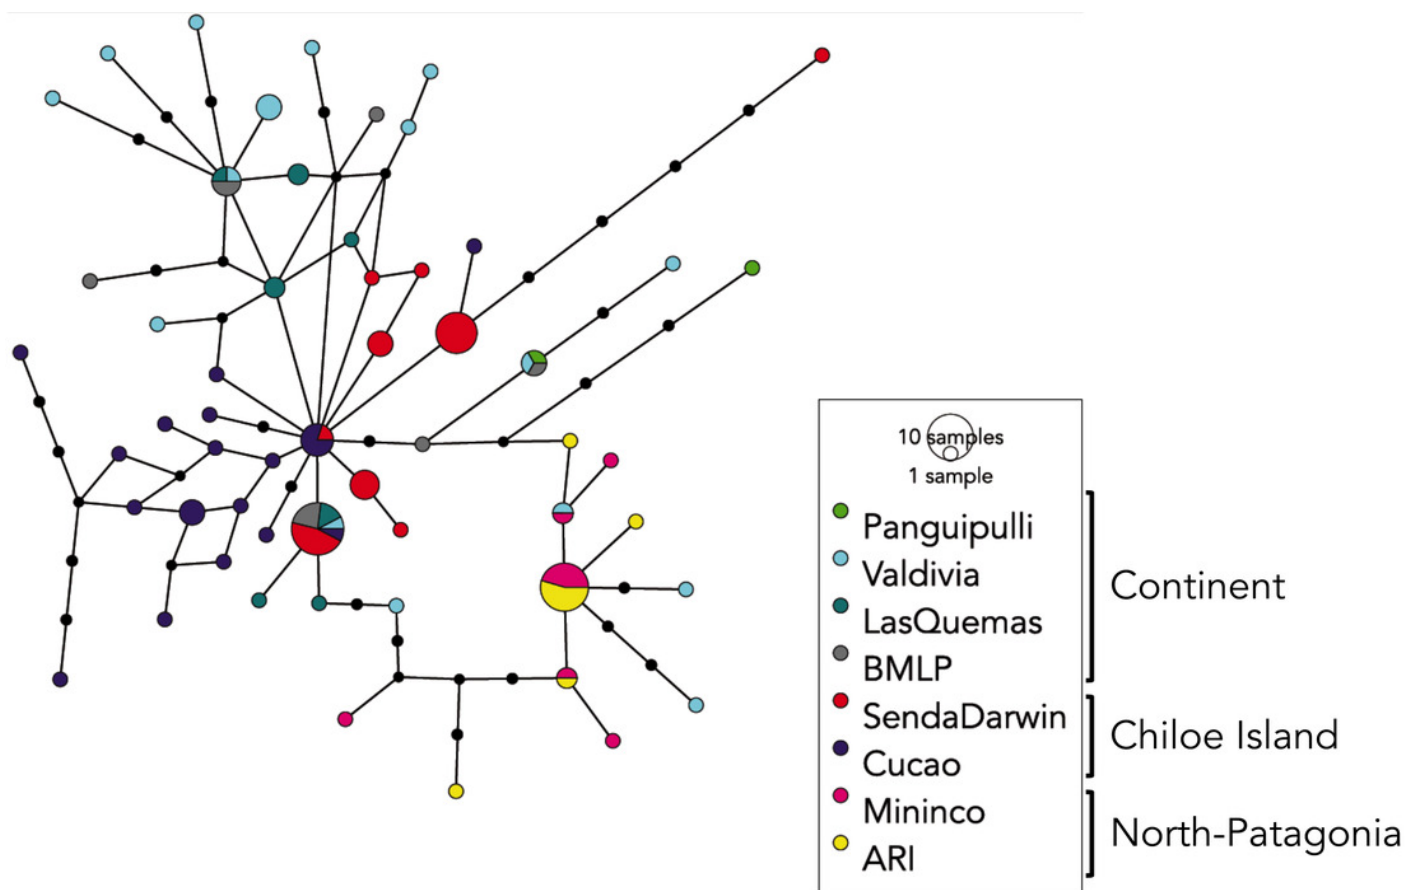 10 samples
1 sample
Panguipulli
Valdivia
LasQuemas
BMLP
Continent
SendaDarwin
Cucao
Chiloe Island
Mininco
ARI
North-Patagonia